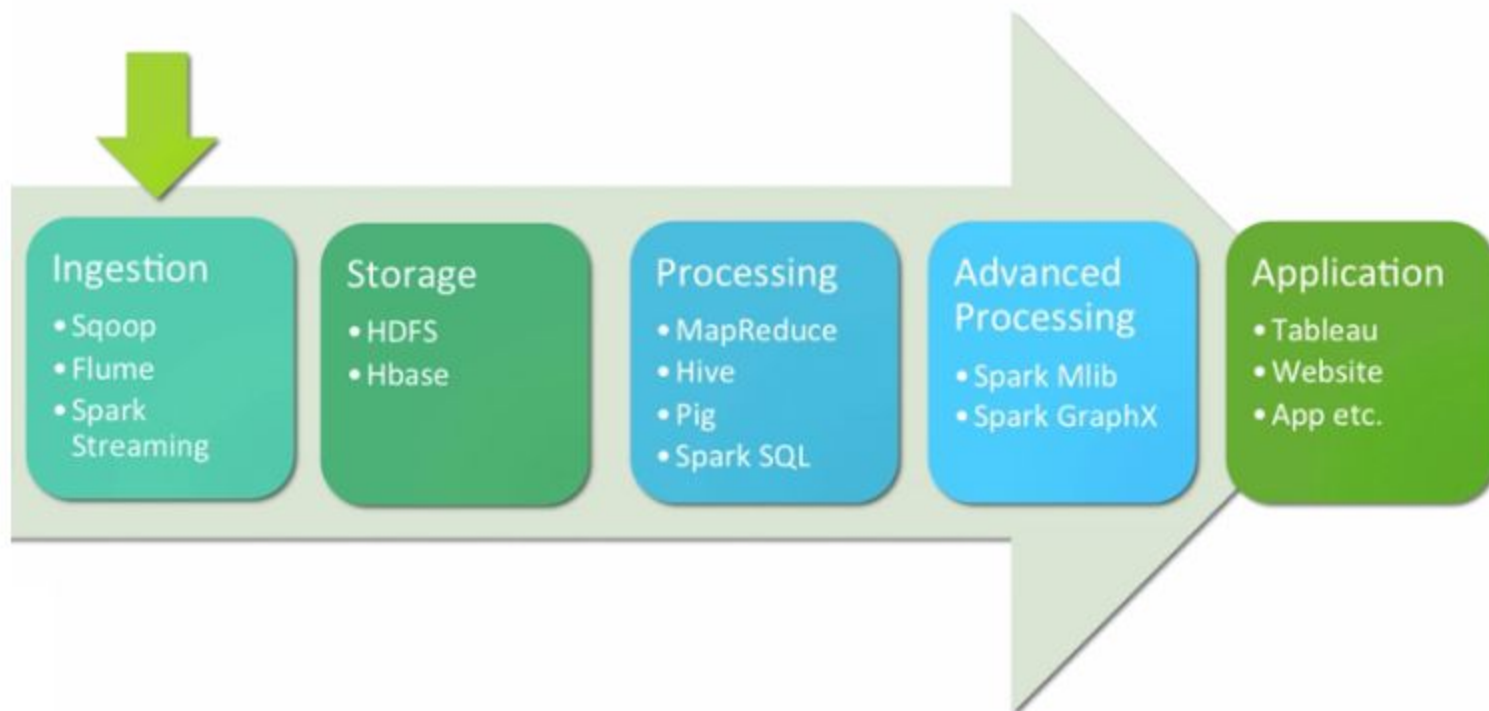 Ingestion
• Sqoop
• Flume
• Spark
Streaming
Storage
• HDFS
• Hbase
Processing
• MapReduce
• Hive
• Pig
• Spark SQL
Advanced
Processing
• Spark Mlib
• Spark GraphX
Application
• Tableau
• Website
• App etc.